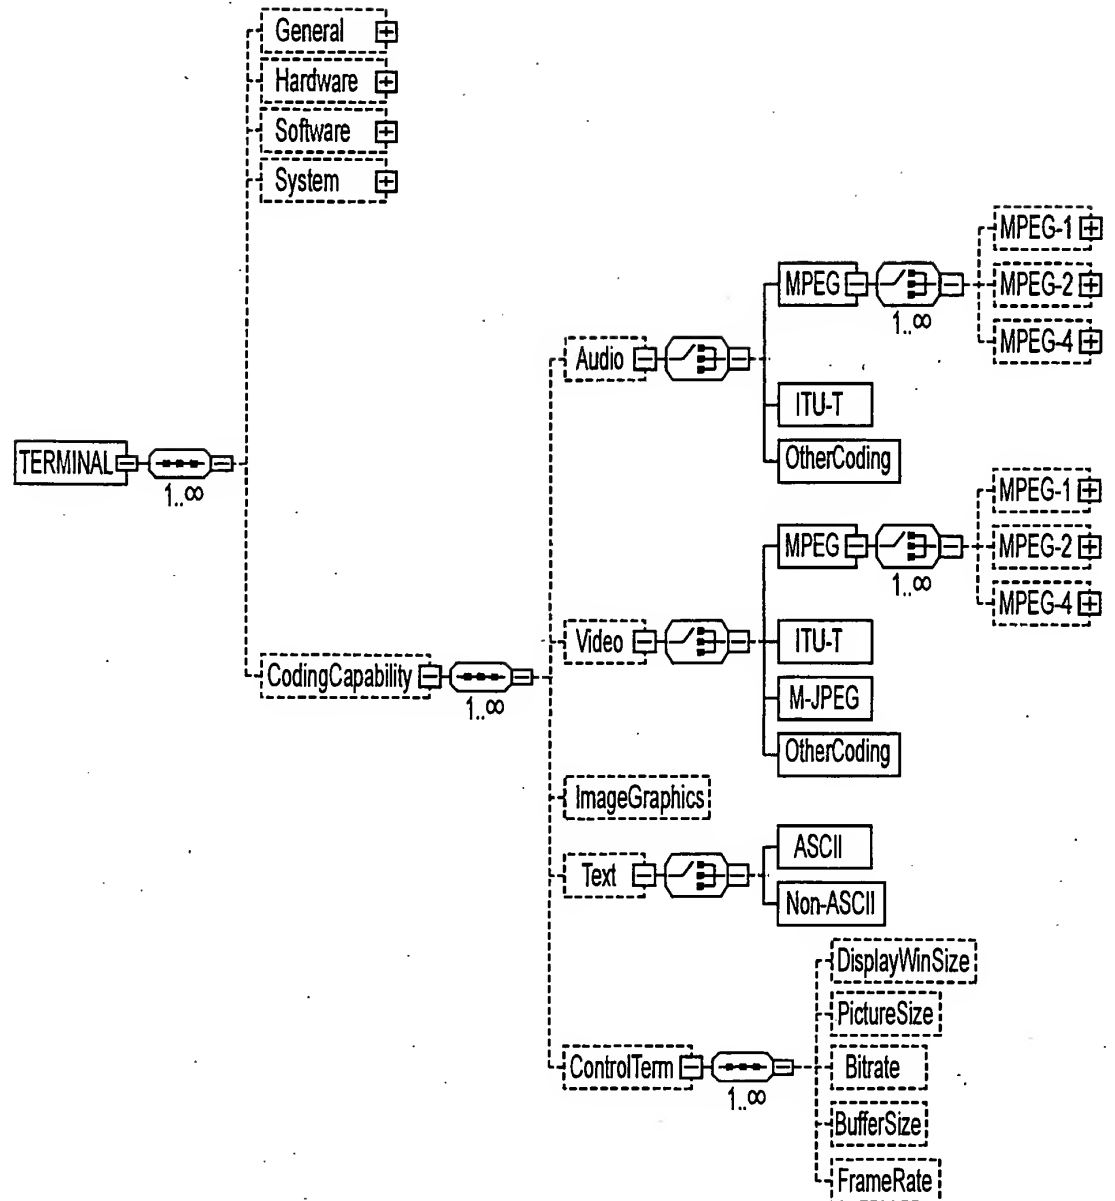 General
Hardware
Software
System
MPEG-1
MPEG-2
MPEG-4
MPEG
1..∞
Audio
ITU-T
OtherCoding
TERMINAL
1..∞
MPEG-1
MPEG-2
MPEG-4
MPEG
1..∞
Video
ITU-T
M-JPEG
OtherCoding
CodingCapability
1..∞
ImageGraphics
Text
ASCII
Non-ASCII
DisplayWinSize
PictureSize
ControlTerm
1..∞
Bitrate
BufferSize
FrameRate